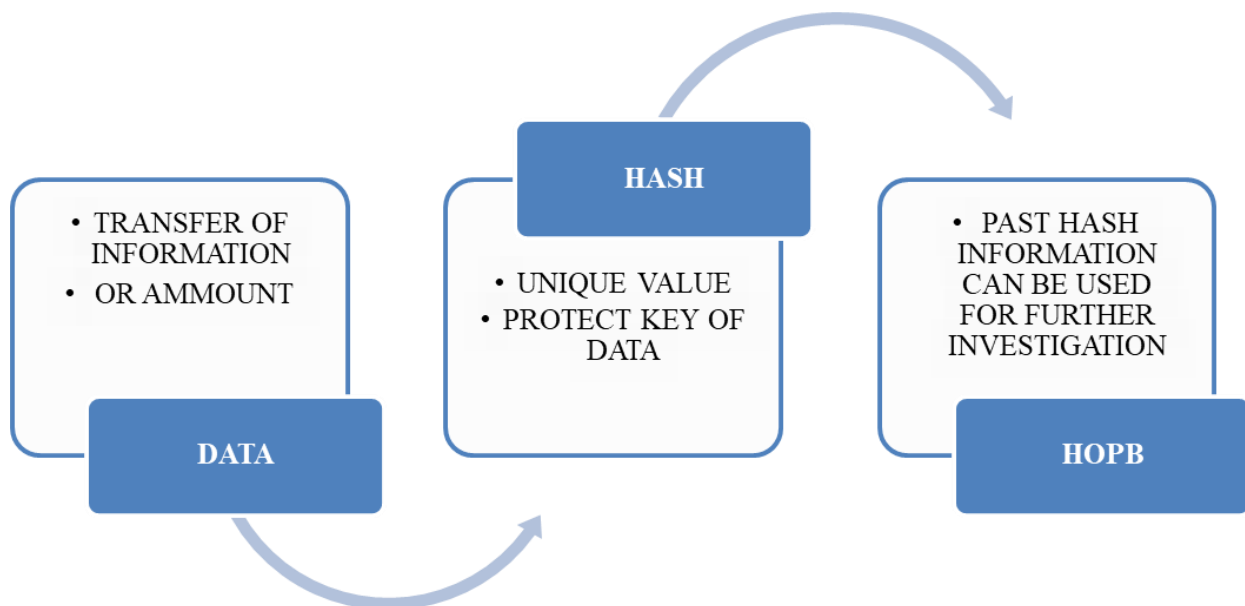 • TRANSFER OF
INFORMATION
• OR AMMOUNT
DATA
HASH
• UNIQUE VALUE
• PROTECT KEY OF
DATA
• PAST HASH
INFORMATION
CAN BE USED
FOR FURTHER
INVESTIGATION
HOPB